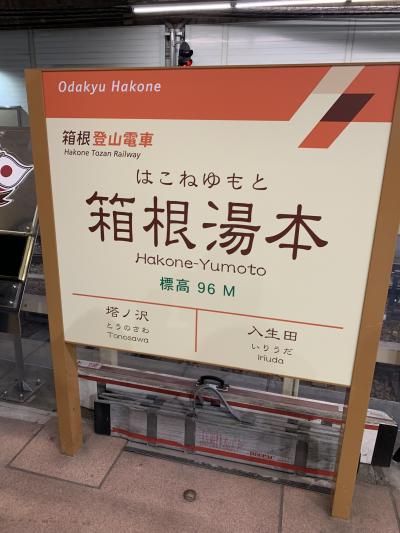 Odakyu Hakone
箱根登山電車
Hakone Tozan Railway
はこねゆもと
箱根湯本
Hakone-Yumoto
標高 96 M
塔ノ沢
とうのさわ
Tonosawa
入生田
いりうだ
Iriuda